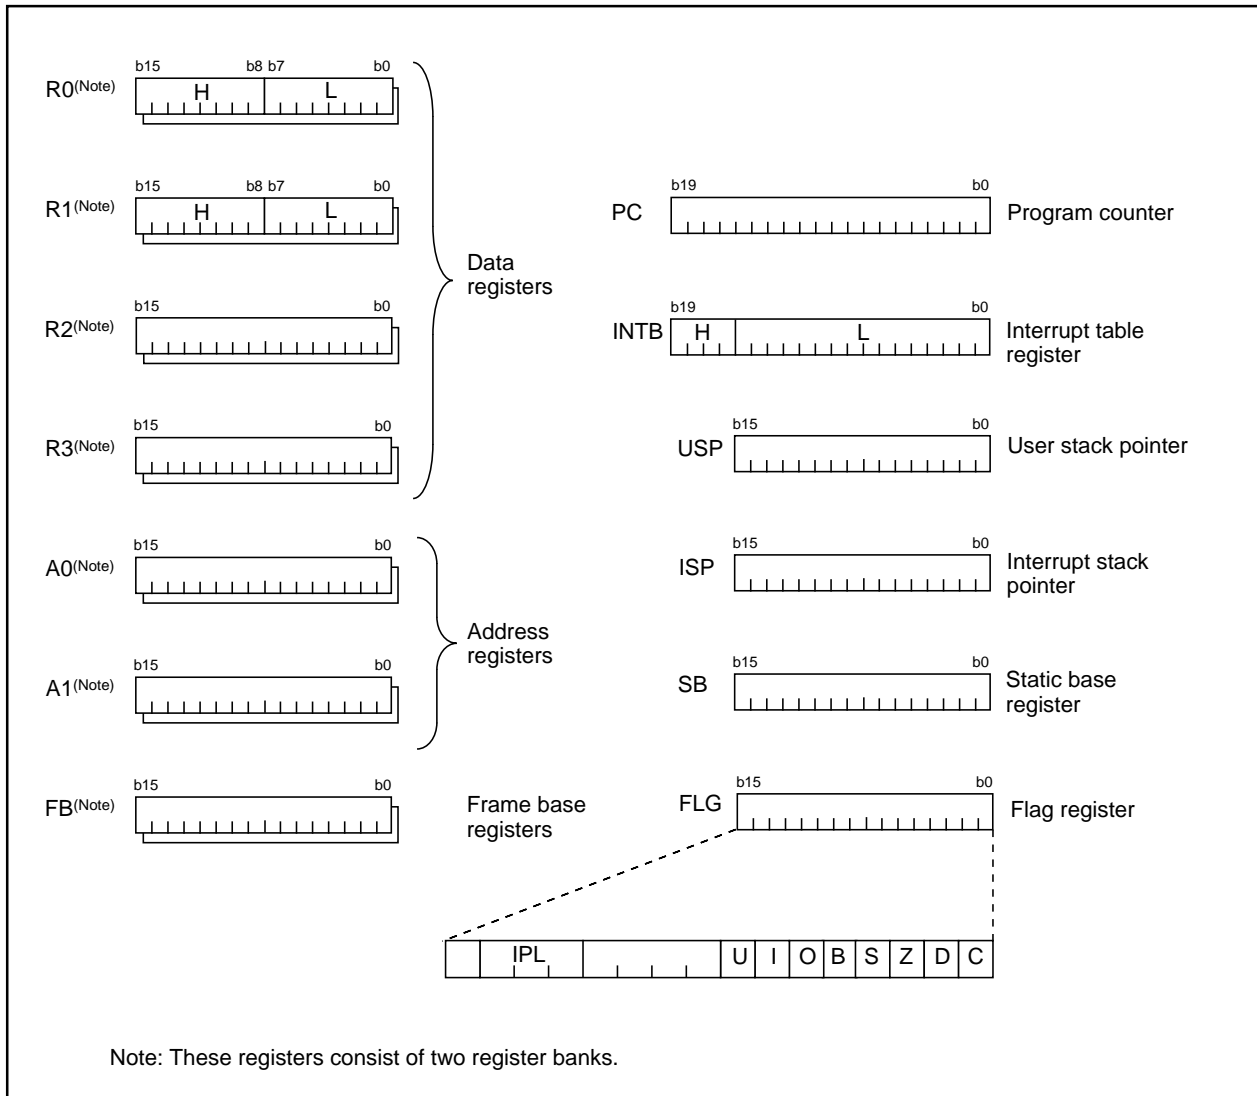 b15 b8 b7 b0
R0(Note) H L
b15 b8 b7 b0
R1(Note) H L
b15 b0
R2(Note)
b15 b0
R3(Note)
Data
registers
b15 b0
A0(Note)
b15 b0
A1(Note)
Address
registers
b15 b0
FB(Note)
Frame base
registers
b19 b0
PC Program counter
b19 b0
INTB H L Interrupt table
register
b15 b0
USP User stack pointer
b15 b0
ISP Interrupt stack
pointer
b15 b0
SB Static base
register
b15 b0
FLG Flag register
IPL U I O B S Z D C
Note: These registers consist of two register banks.